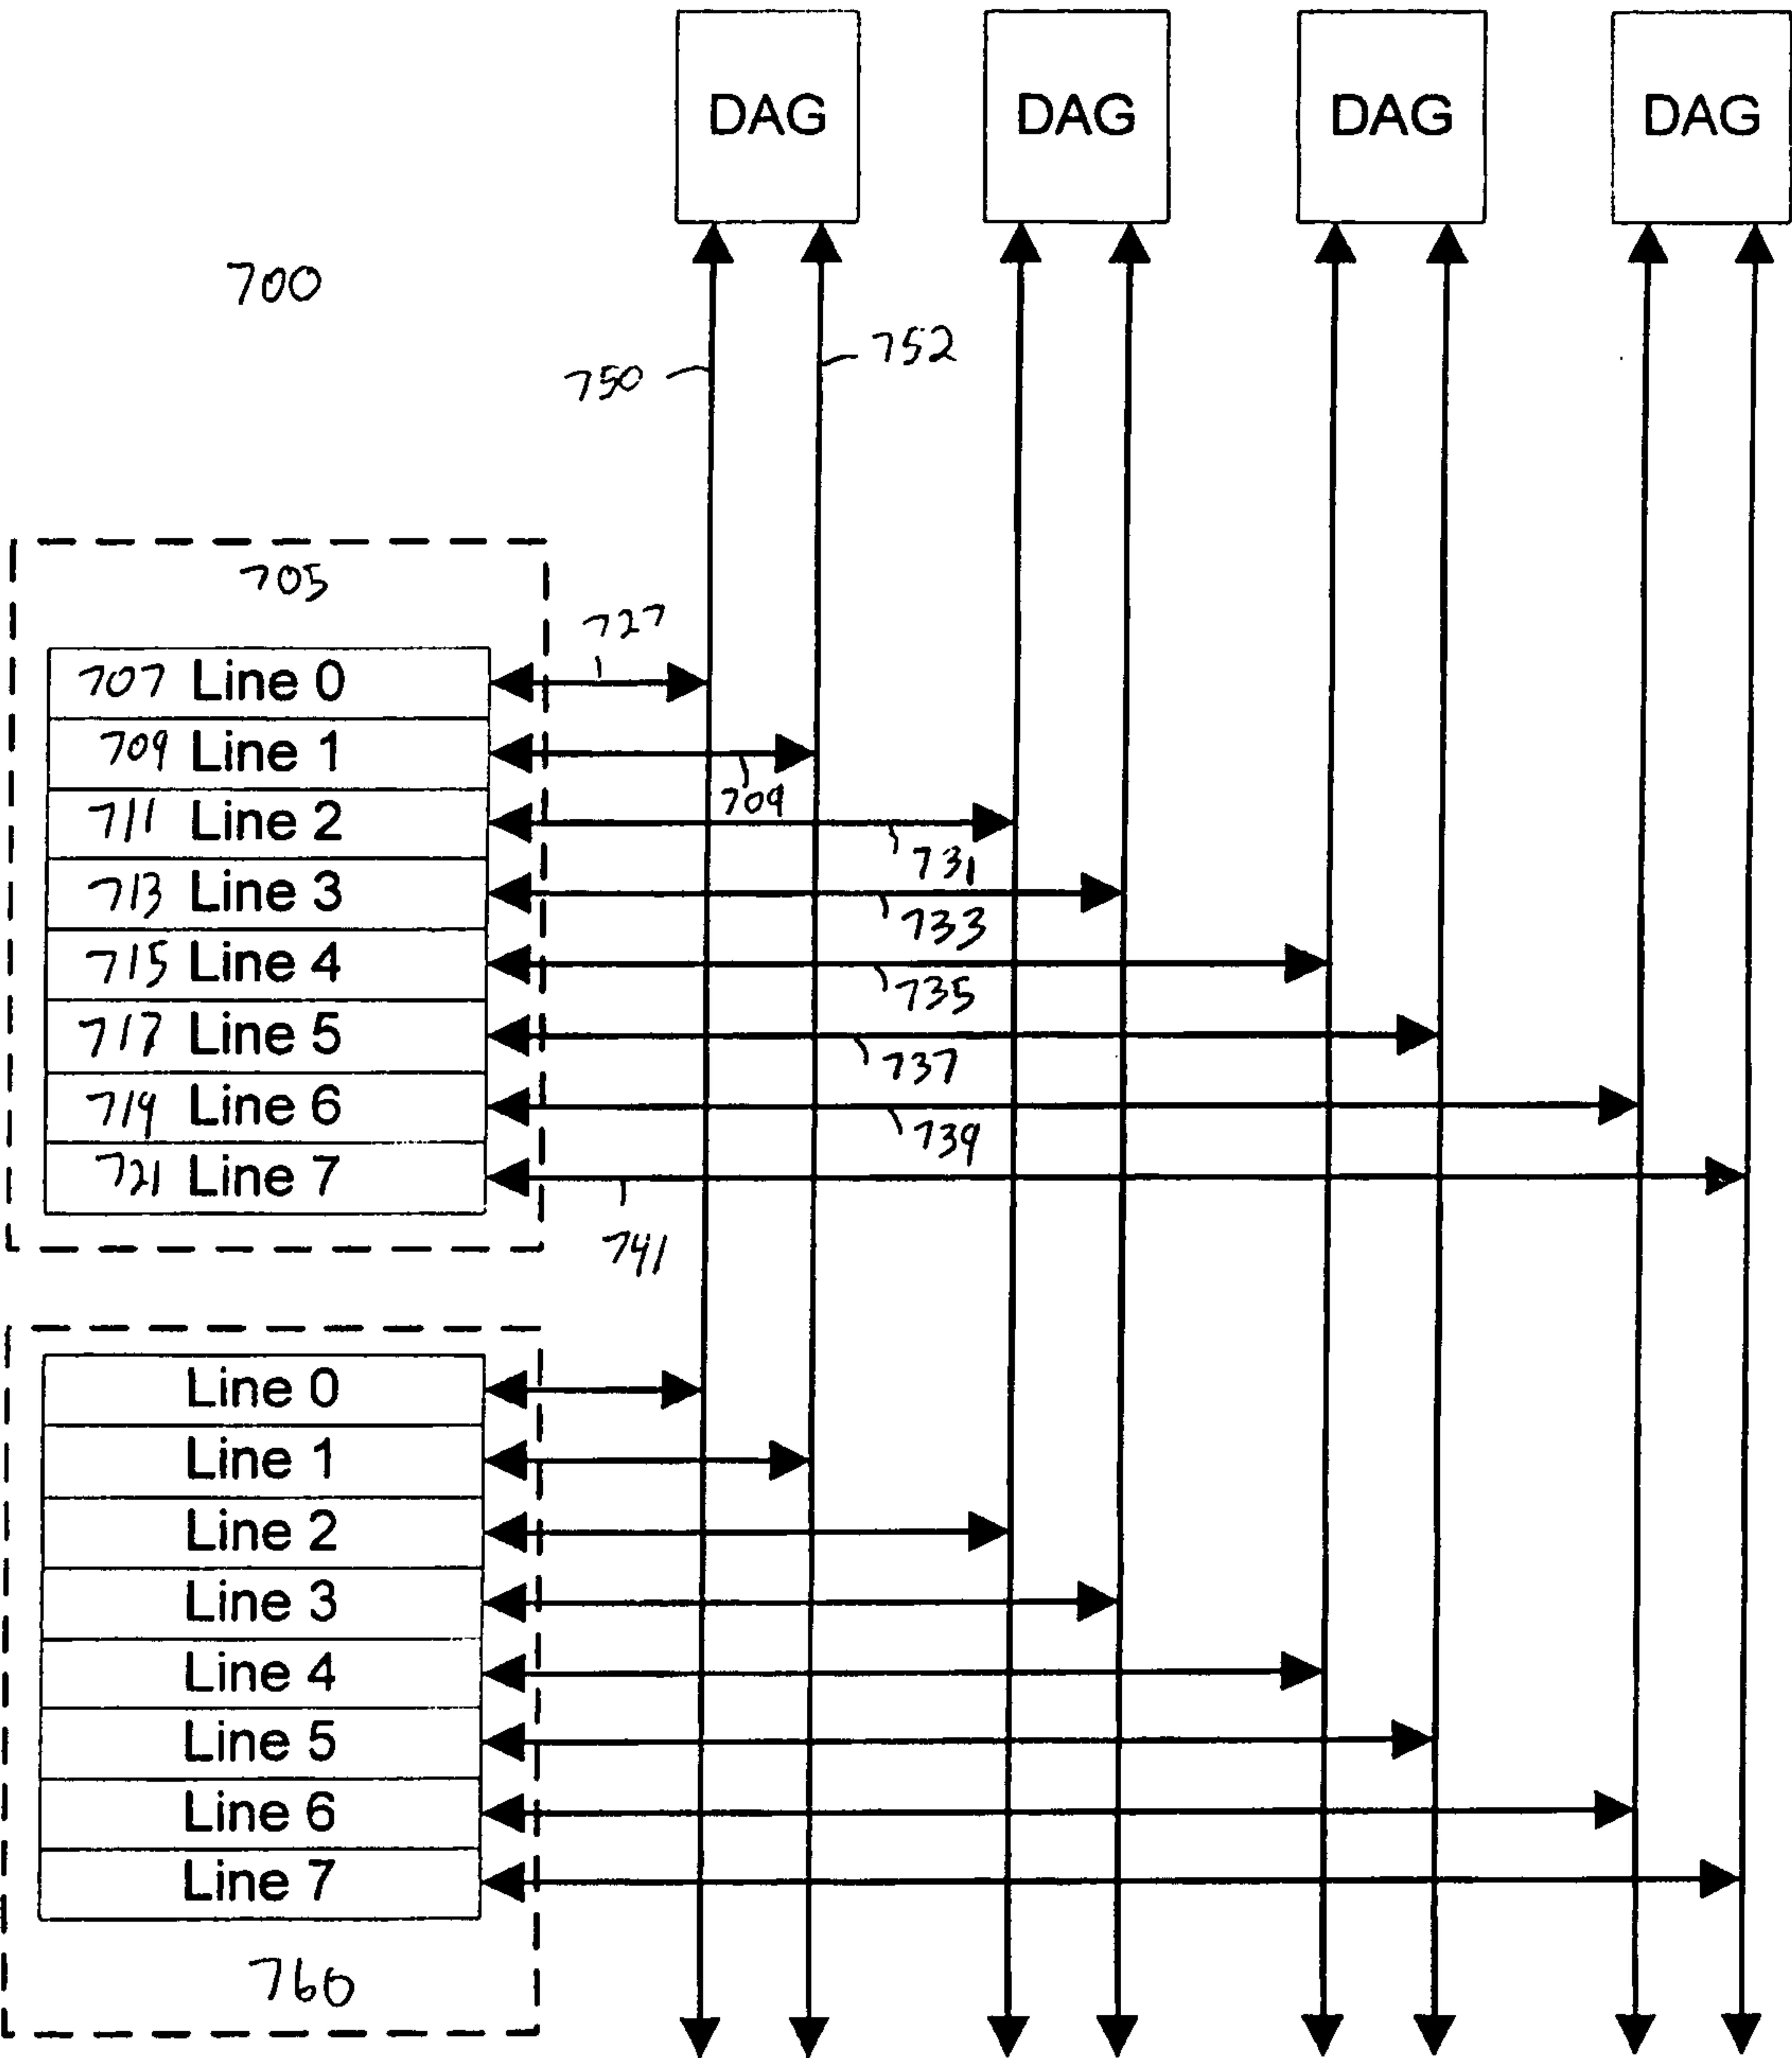 DAG DAG DAG DAG
700
750
752
705
727
707 Line 0
709 Line 1
709
711 Line 2
731
713 Line 3
733
715 Line 4
735
717 Line 5
737
719 Line 6
739
721 Line 7
741
Line 0
Line 1
Line 2
Line 3
Line 4
Line 5
Line 6
Line 7
760